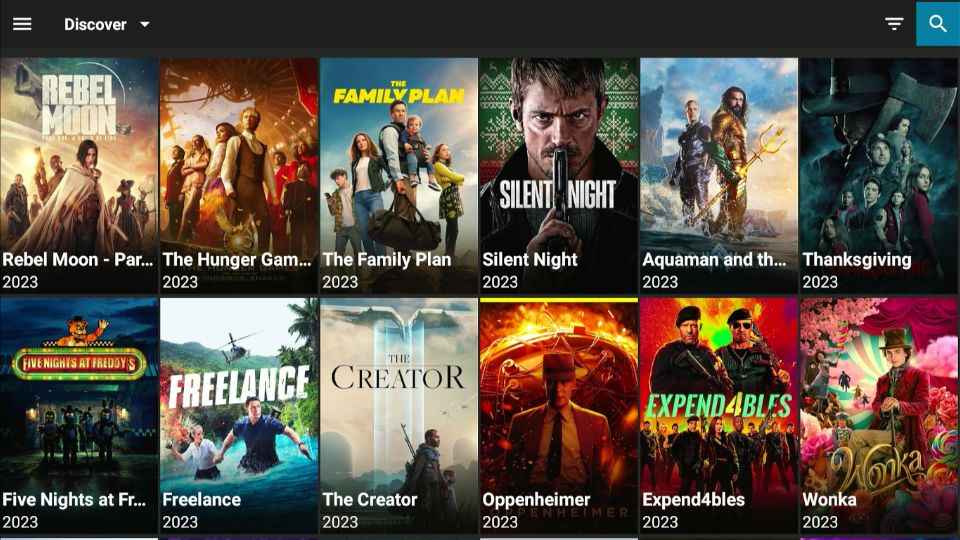 Discover
REBEL
MOON
Rebel Moon - Par...
2023
The Hunger Gam...
2023
THE
FAMILY PLAN
The Family Plan
2023
SILENT NIGHT
Silent Night
2023
Aquaman and th...
2023
Thanksgiving
2023
FIVE NIGHTS AT FREDDY'S
Five Nights at Fr...
2023
FREELANCE
Freelance
2023
THE
CREATOR
The Creator
2023
Oppenheimer
OPPENHEIMER
2023
EXPEND4BLES
Expend4bles
2023
Wonka
Wonka
2023